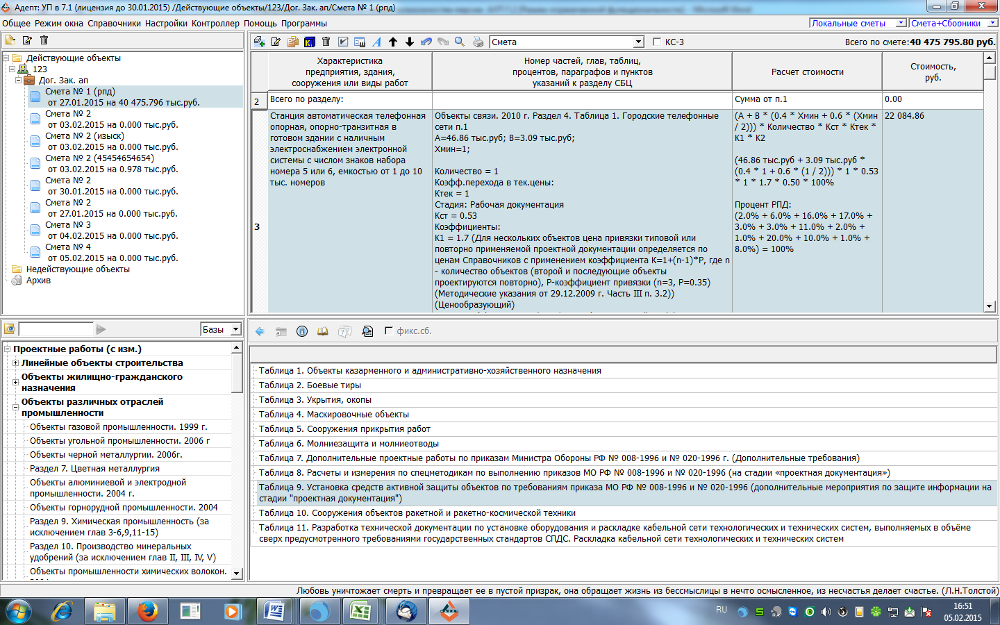 Адепт: УП в 7.1 (лицензия до 30.01.2015) /Действующие объекты/123/Дог. Зак. ап/Смета № 1 (рпд)
Общее Режим окна Справочники Настройки Контроллер Помощь Программы
Локальные сметы
Смета+Сборники
Смета
КС-3
Всего по смете:40 475 795.80 руб.
Действующие объекты
123
Дог. Зак. ап
Смета № 1 (рпд)
от 27.01.2015 на 40 475.796 тыс.руб.
Смета № 2
от 03.02.2015 на 0.000 тыс.руб.
Смета № 2 (изыск)
от 03.02.2015 на 0.000 тыс.руб.
Смета № 2 (45454654654)
от 03.02.2015 на 0.978 тыс.руб.
Смета № 2
от 30.01.2015 на 0.000 тыс.руб.
Смета № 2
от 27.01.2015 на 0.000 тыс.руб.
Смета № 3
от 04.02.2015 на 0.000 тыс.руб.
Смета № 4
от 05.02.2015 на 0.000 тыс.руб.
Недействующие объекты
Архив
Характеристика
предприятия, здания,
сооружения или виды работ
Номер частей, глав, таблиц,
процентов, параграфов и пунктов
указаний к разделу СБЦ
Расчет стоимости
Стоимость,
руб.
2
Всего по разделу:
Сумма от п.1
0.00
3
Станция автоматическая телефонная
опорная, опорно-транзитная в
готовом здании с наличным
электроснабжением электронной
системы с числом знаков набора
номера 5 или 6, емкостью от 1 до 10
тыс. номеров
Объекты связи. 2010 г. Раздел 4. Таблица 1. Городские телефонные
сети п.1
А=46.86 тыс.руб; В=3.09 тыс.руб;
Хмин=1;
Количество = 1
Коэфф.перехода в тек.цены:
Ктек = 1
Стадия: Рабочая документация
Кст = 0.53
Коэффициенты:
К1 = 1.7 (Для нескольких объектов цена привязки типовой или
повторно применяемой проектной документации определяется по
ценам Справочников с применением коэффициента К=1+(n-1)*Р, где n
- количество объектов (второй и последующие объекты
проектируются повторно), Р-коэффициент привязки (n=3, Р=0.35)
(Методические указания от 29.12.2009 г. Часть III п. 3.2))
(Ценообразующий)
(А + В * (0.4 * Хмин + 0.6 * (Хмин
/ 2))) * Количество * Кст * Ктек *
К1 * К2
(46.86 тыс.руб + 3.09 тыс.руб *
(0.4 * 1 + 0.6 * (1 / 2))) * 1 * 0.53
* 1 * 1.7 * 0.50 * 100%
Процент РПД:
(2.0% + 6.0% + 16.0% + 17.0% +
3.0% + 3.0% + 11.0% + 2.0% +
1.0% + 20.0% + 10.0% + 1.0% +
8.0%) = 100%
22 084.86
Базы
Проектные работы (с изм.)
Линейные объекты строительства
Объекты жилищно-гражданского
назначения
Объекты различных отраслей
промышленности
Объекты газовой промышленности. 1999 г.
Объекты угольной промышленности. 2006 г
Объекты черной металлургии. 2006г.
Раздел 7. Цветная металлургия
Объекты алюминиевой и электродной
промышленности. 2004 г.
Объекты горнорудной промышленности. 2004
Раздел 9. Химическая промышленность (за
исключением глав 3-6,9,11-15)
Раздел 10. Производство минеральных
удобрений (за исключением глав II, III, IV, V)
Объекты промышленности химических волокон.
фикс.сб.
Таблица 1. Объекты казарменного и административно-хозяйственного назначения
Таблица 2. Боевые тиры
Таблица 3. Укрытия, окопы
Таблица 4. Маскировочные объекты
Таблица 5. Сооружения прикрытия работ
Таблица 6. Молниезащита и молниеотводы
Таблица 7. Дополнительные проектные работы по приказам Министра Обороны РФ № 008-1996 и № 020-1996 г. (Дополнительные требования)
Таблица 8. Расчеты и измерения по спецметодикам по выполнению приказов МО РФ № 008-1996 и № 020-1996 (на стадии «проектная документация»)
Таблица 9. Установка средств активной защиты объектов по требованиям приказа МО РФ № 008-1996 и № 020-1996 (дополнительные мероприятия по защите информации на
стадии "проектная документация")
Таблица 10. Сооружения объектов ракетной и ракетно-космической техники
Таблица 11. Разработка технической документации по установке оборудования и раскладке кабельной сети технологических и технических систем, выполняемых в объёме
сверх предусмотренного требованиями государственных стандартов СПДС. Раскладка кабельной сети технологических и технических систем
Любовь уничтожает смерть и превращает ее в пустой призрак, она обращает жизнь из бессмыслицы в нечто осмысленное, из несчастья делает счастье. (Л.Н.Толстой)
RU
16:51
05.02.2015